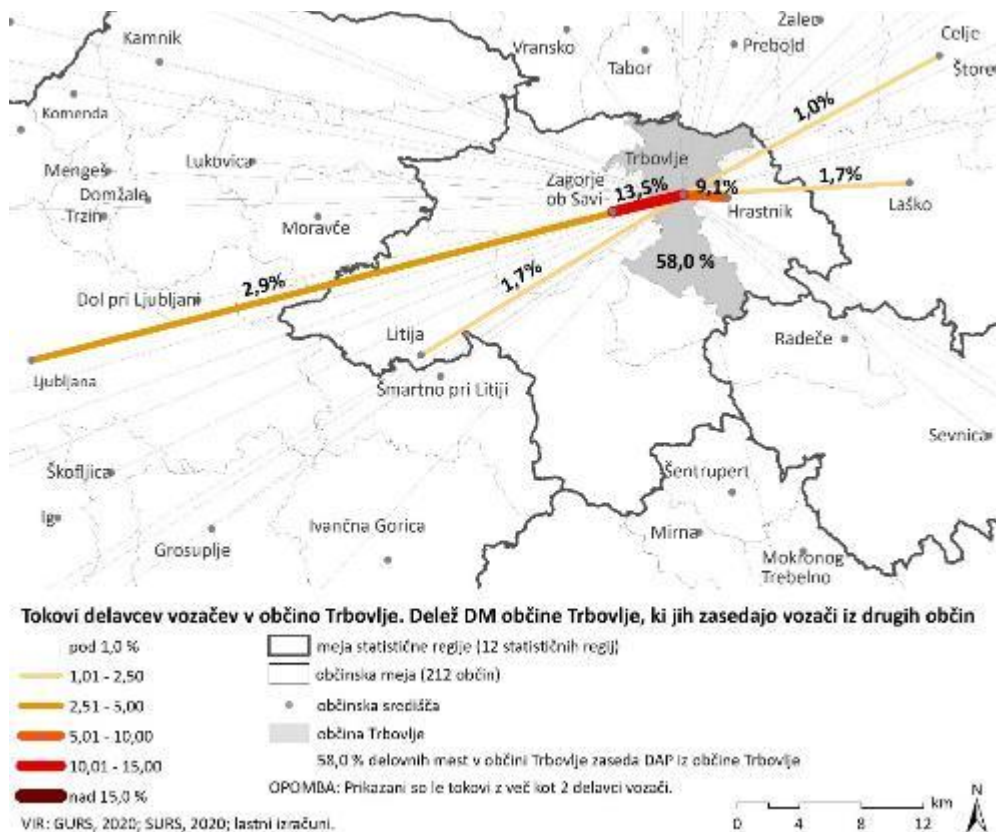 Kamnik
Vransko
Žalec
Prebold
Celje
Štore
Tabor
Komenda
1,0%
Mengeš
Lukovica
Trbovlje
Domžale
Zagorje
ob Savi
13,5%
9,1%
1,7%
Trzin
Moravče
Hrastnik
Laško
58,0 %
2,9%
1,7%
Dol pri Ljubljani
Litija
Radeče
Ljubljana
Šmartno pri Litiji
Sevnica
Škofljica
Šentrupert
Ig
Ivančna Gorica
Mirna
Grosuplje
Mokronog
Trebelno
Tokovi delavcev vozačev v občino Trbovlje. Delež DM občine Trbovlje, ki jih zasedajo vozači iz drugih občin
pod 1,0 %
1,01 - 2,50
2,51 - 5,00
5,01 - 10,00
10,01 - 15,00
nad 15,0 %
meja statistične regije (12 statističnih regij)
občinska meja (212 občin)
občinska središča
občina Trbovlje
58,0 % delovnih mest v občini Trbovlje zaseda DAP iz občine Trbovlje
OPOMBA: Prikazani so le tokovi z več kot 2 delavci vozači.
VIR: GURS, 2020; SURS, 2020; lastni izračuni.
km
N
0 4 8 12